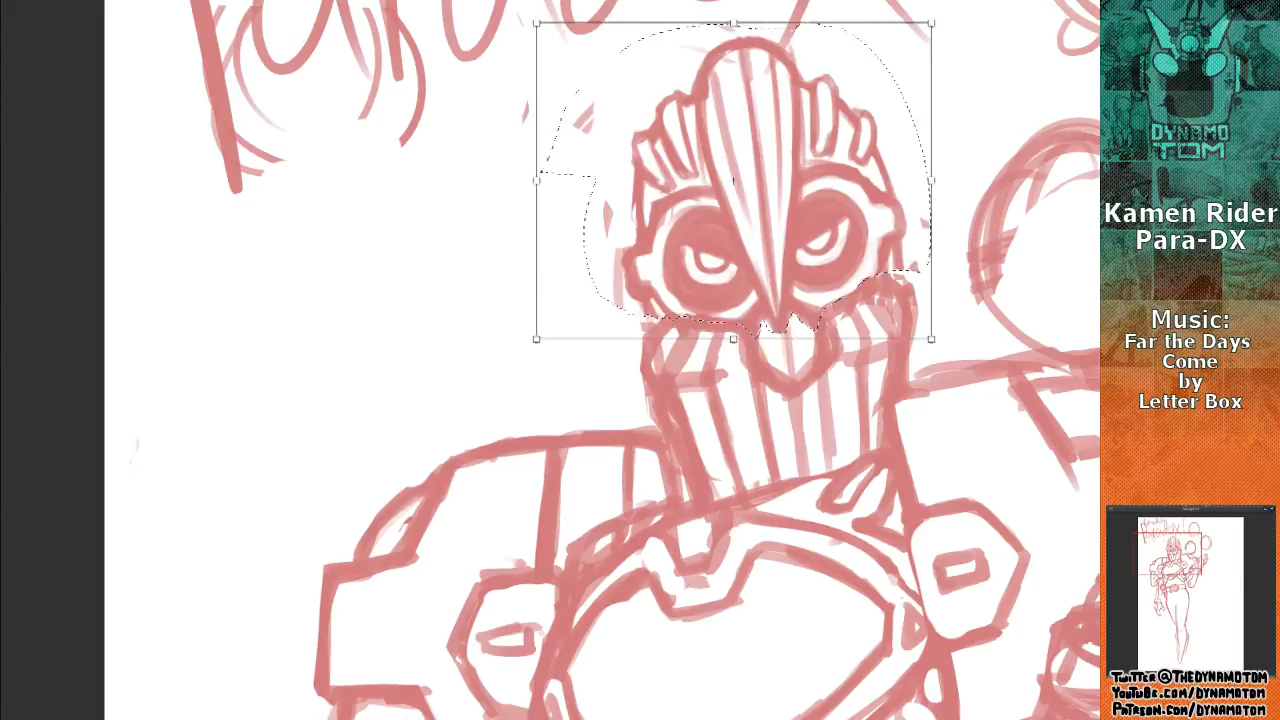 DYNAMO
TOM
Kamen Rider
Para-DX
Music:
Far the Days
Come
by
Letter Box
Twitter@TheDynamoTom
YouTube.com/Dynamotom
Patreon.com/Dynamotom